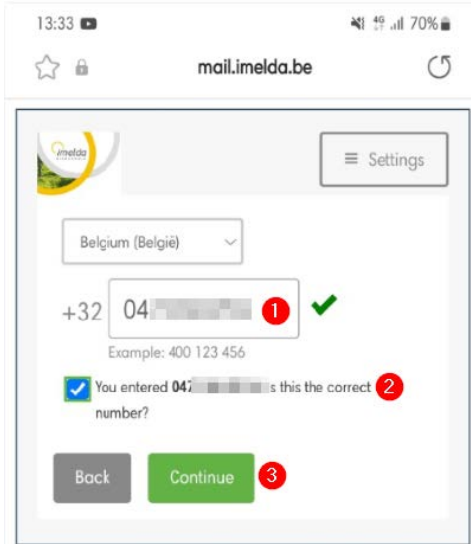 13:33
4G
70%
mail.imelda.be
imelda
Settings
Belgium (België)
+32 04 1
Example: 400 123 456
You entered 047 s this the correct 2
number?
Back Continue 3